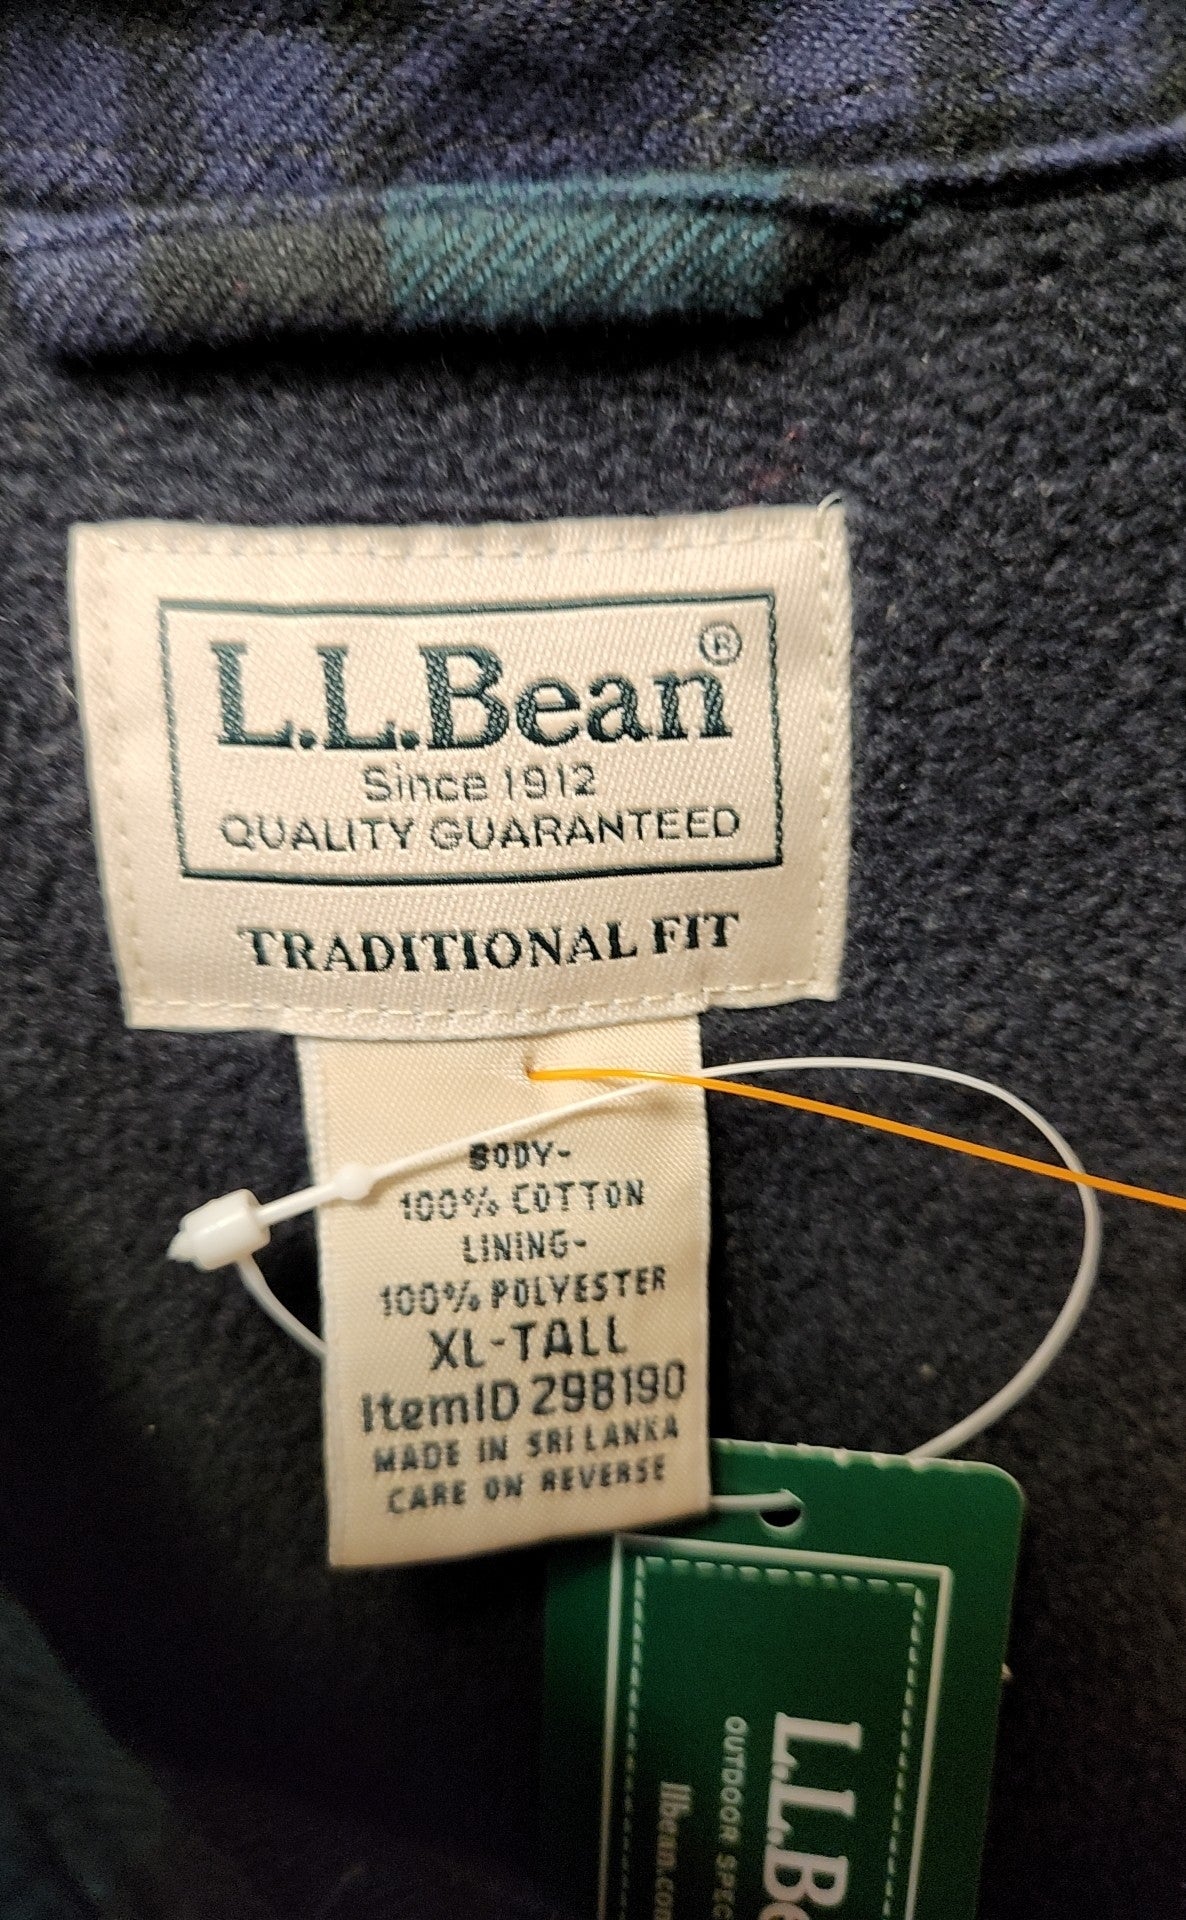 L.L.Bean®
Since 1912
QUALITY GUARANTEED
TRADITIONAL FIT
BODY-
100% COTTON
LINING-
100% POLYESTER
XL-TALL
ItemID 298190
MADE IN SRI LANKA
CARE ON REVERSE
L.L.Be
OUTDOOR SPEC
llbean.com